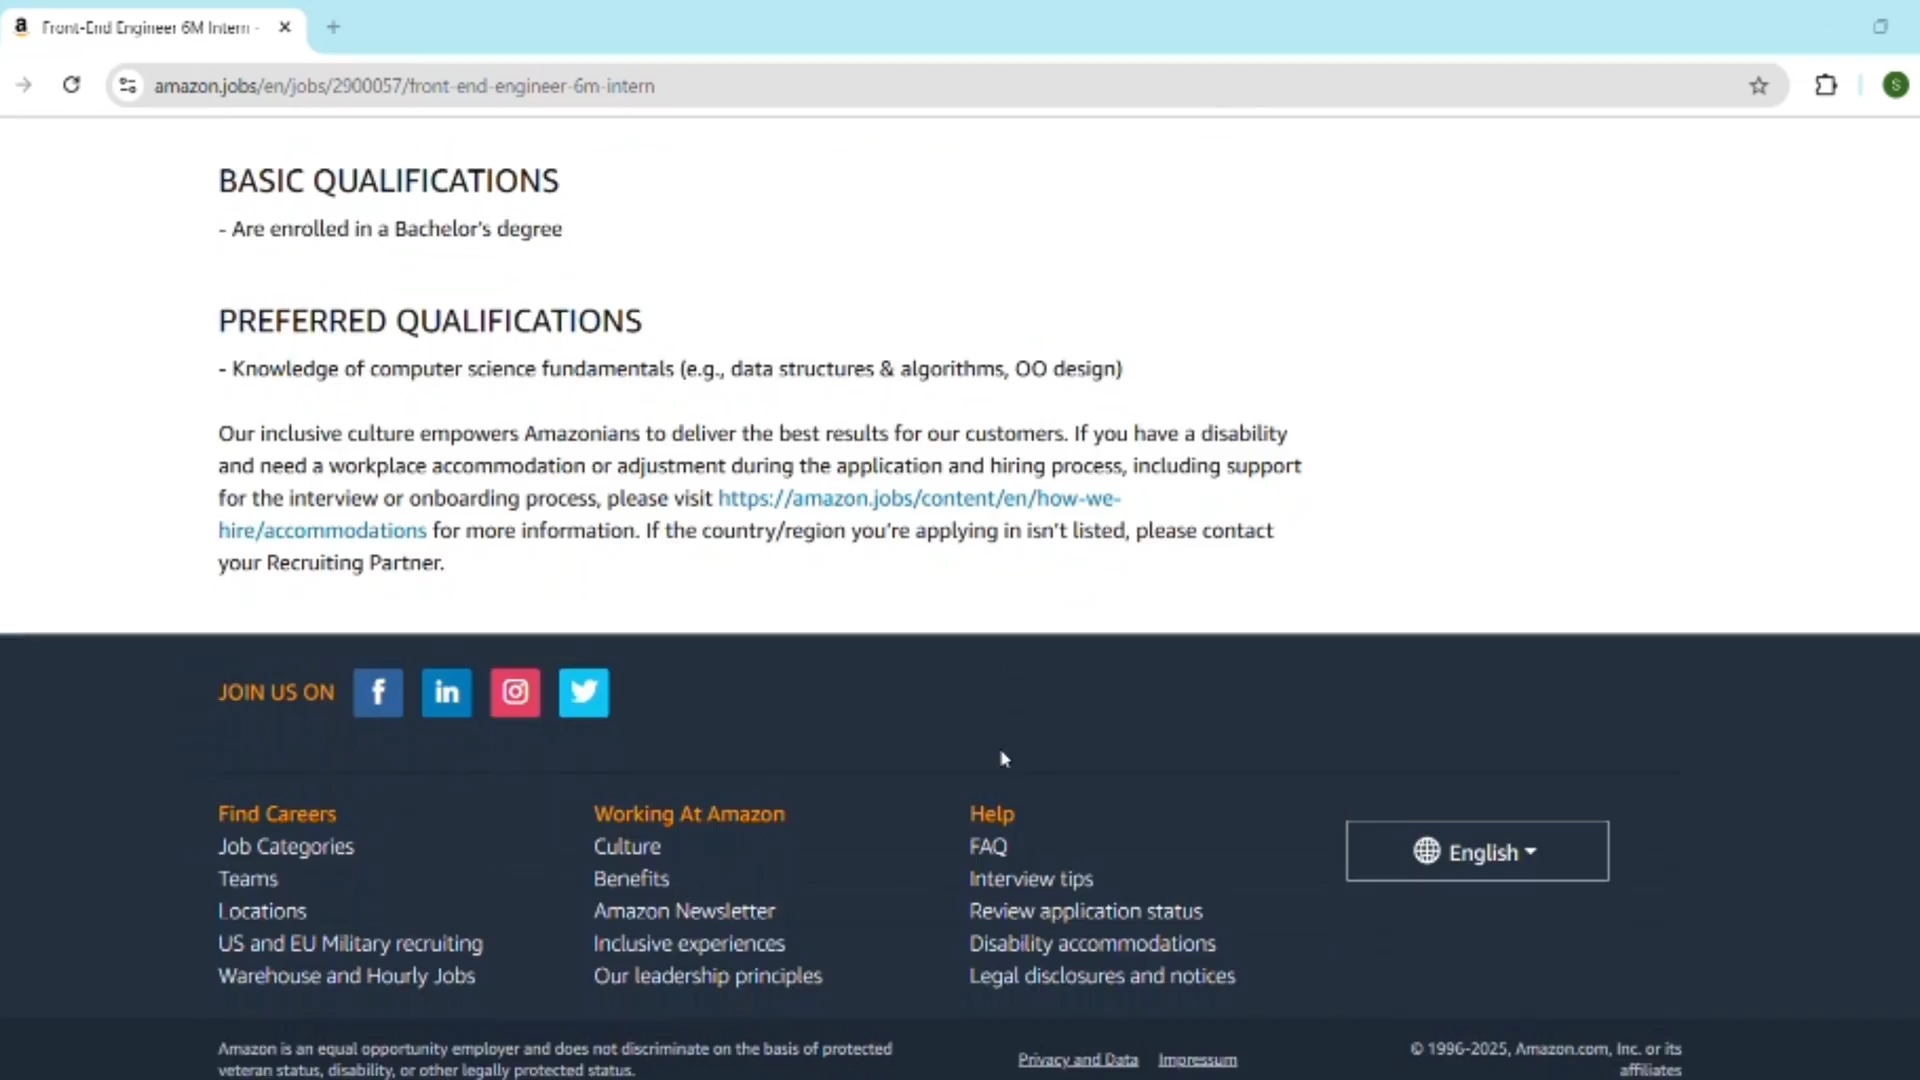 Front-End Engineer 6M Intern -
amazon.jobs/en/jobs/2900057/front-end-engineer-6m-intern
S
BASIC QUALIFICATIONS
- Are enrolled in a Bachelor's degree
PREFERRED QUALIFICATIONS
- Knowledge of computer science fundamentals (e.g., data structures & algorithms, OO design)
Our inclusive culture empowers Amazonians to deliver the best results for our customers. If you have a disability
and need a workplace accommodation or adjustment during the application and hiring process, including support
for the interview or onboarding process, please visit https://amazon.jobs/content/en/how-we-
hire/accommodations for more information. If the country/region you're applying in isn't listed, please contact
your Recruiting Partner.
JOIN US ON
Find Careers
Job Categories
Teams
Locations
US and EU Military recruiting
Warehouse and Hourly Jobs
Working At Amazon
Culture
Benefits
Amazon Newsletter
Inclusive experiences
Our leadership principles
Help
FAQ
Interview tips
Review application status
Disability accommodations
Legal disclosures and notices
English
Amazon is an equal opportunity employer and does not discriminate on the basis of protected
veteran status, disability, or other legally protected status.
Privacy and Data Impressum
© 1996-2025, Amazon.com, Inc. or its
affiliates